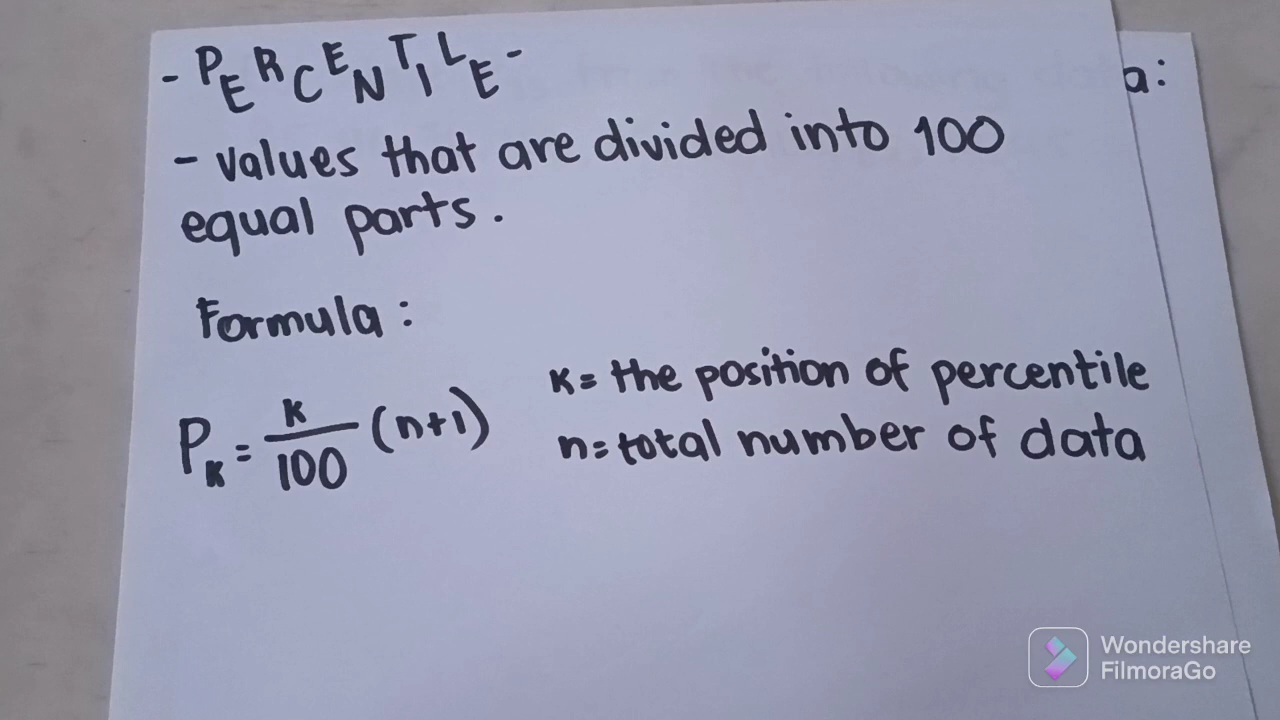 - PERCENTILE -
a:
- values that are divided into 100
equal parts.
Formula:
K = the position of percentile
P_K = K/100 (n+1)
n = total number of data
Wondershare
FilmoraGo